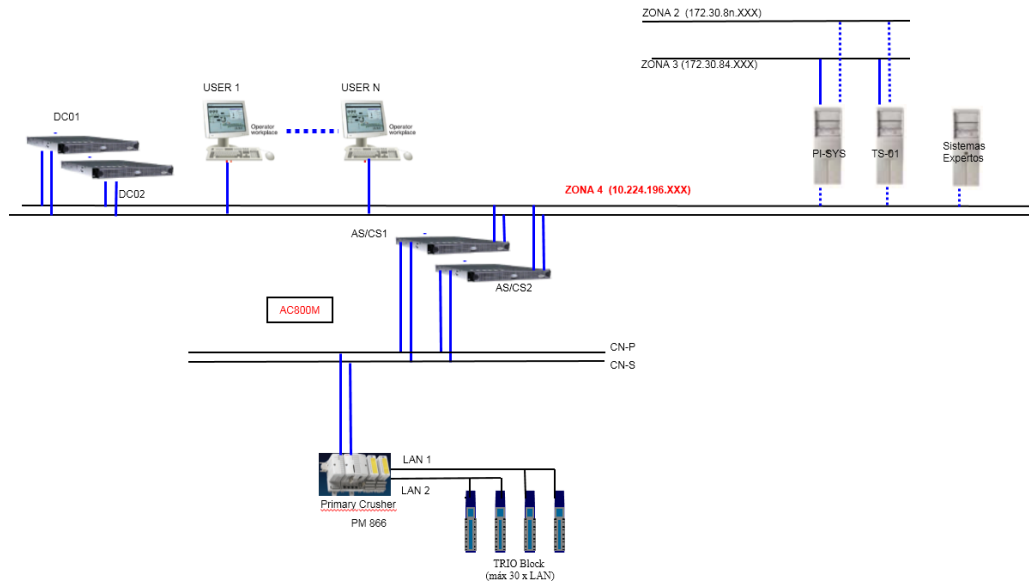 ZONA 2 (172.30.8n.XXX)
ZONA 3 (172.30.84.XXX)
USER 1
USER N
DC01
Operator
workplace
Operator
workplace
PI-SYS
TS-01
Sistemas
Expertos
DC02
ZONA 4 (10.224.196.XXX)
AS/CS1
AS/CS2
AC800M
CN-P
CN-S
LAN 1
LAN 2
Primary Crusher
PM 866
TRIO Block
(máx 30 x LAN)